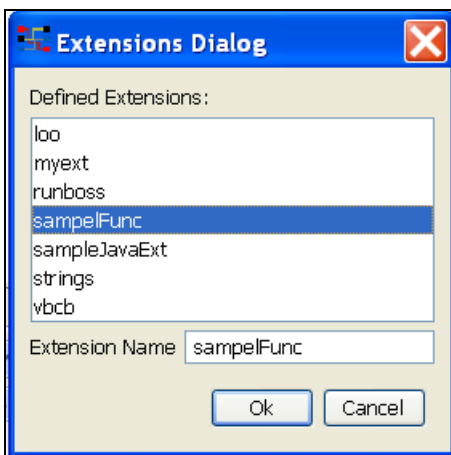 Extensions Dialog
Defined Extensions:
loo
myext
runboss
sampelFunc
sampleJavaExt
strings
vbcb
Extension Name sampelFunc
Ok Cancel